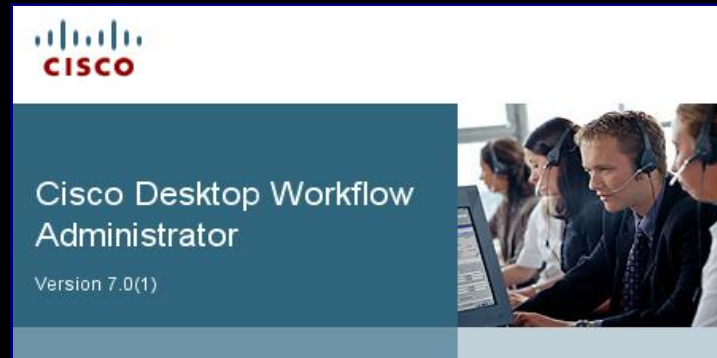 CISCO
Cisco Desktop Workflow
Administrator
Version 7.0(1)